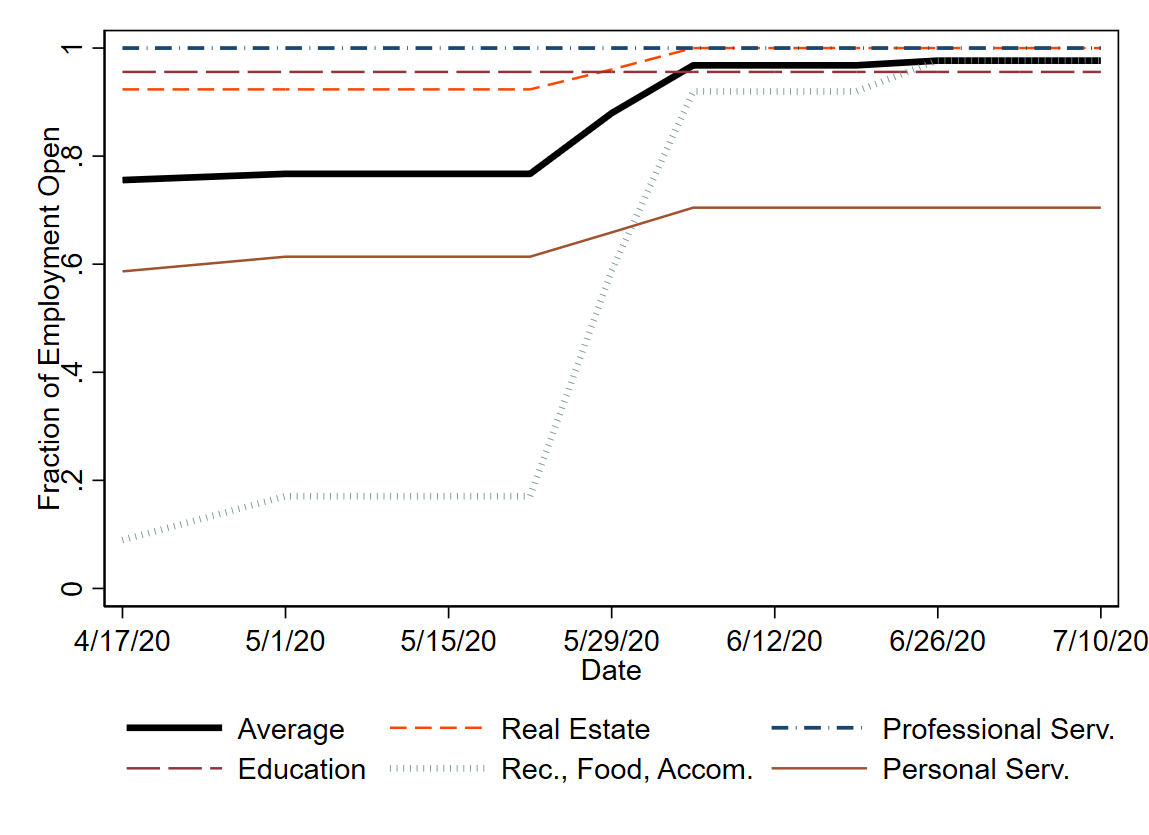 Fraction of Employment Open
1
.8
.6
.4
.2
0
4/17/20 5/1/20 5/15/20 5/29/20 6/12/20 6/26/20 7/10/20
Date
Average Real Estate Professional Serv.
Education Rec., Food, Accom. Personal Serv.